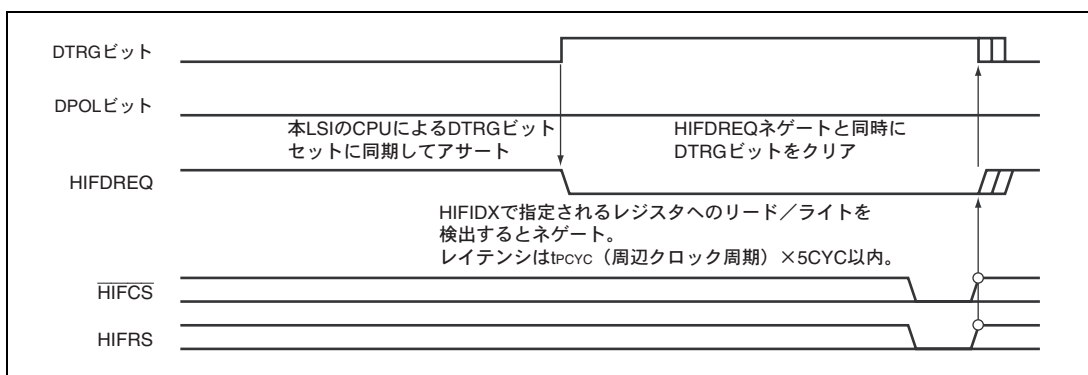 DTRGビット
DPOLビット
本LSIのCPUによるDTRGビット
セットに同期してアサート
HIFDREQネゲートと同時に
DTRGビットをクリア
HIFDREQ
HIFIDXで指定されるレジスタへのリード／ライトを
検出するとネゲート。
レイテンシはtPCYC（周辺クロック周期）×5CYC以内。
HIFCS
HIFRS